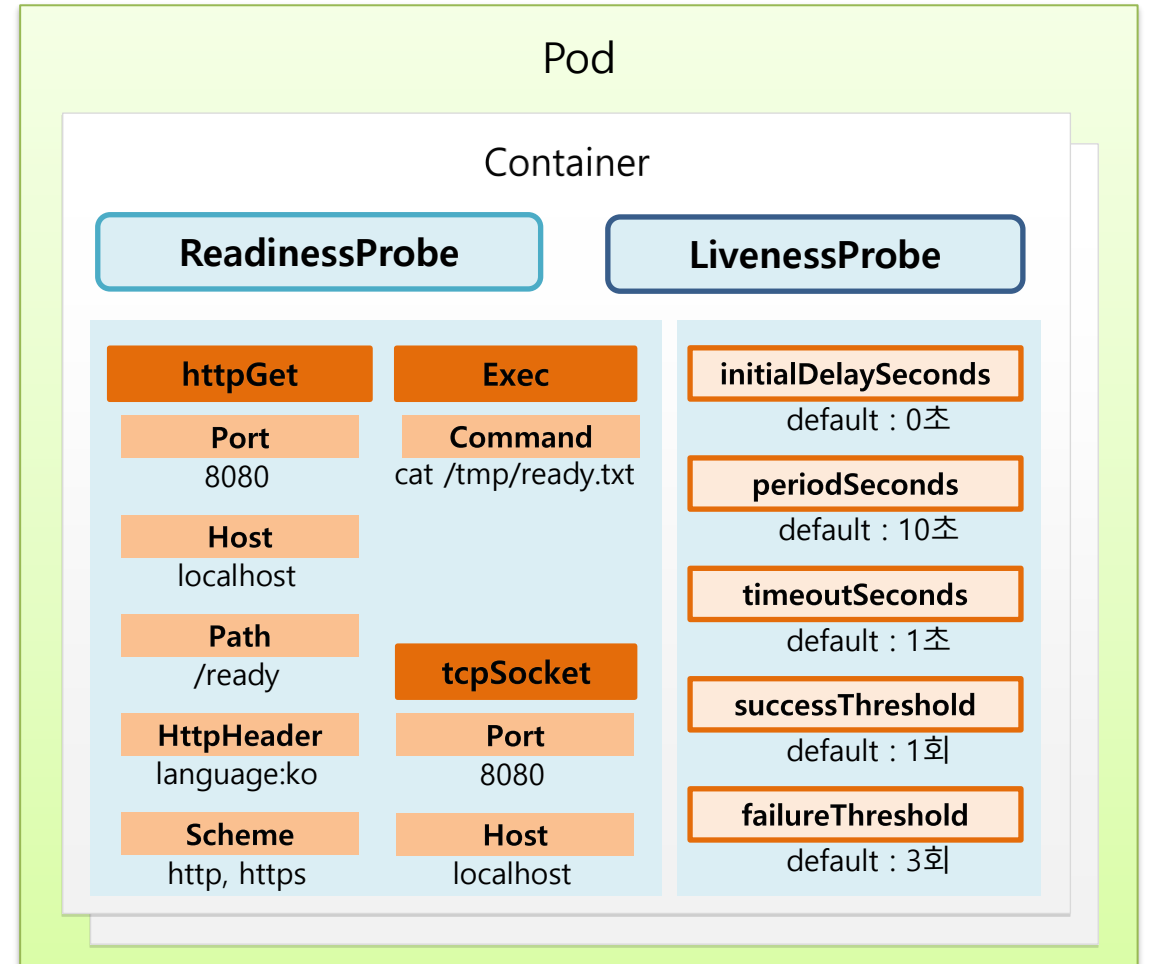 Pod
Container
ReadinessProbe
LivenessProbe
httpGet
Port
8080
Host
localhost
Path
/ready
HttpHeader
language:ko
Scheme
http, https
Exec
Command
cat /tmp/ready.txt
tcpSocket
Port
8080
Host
localhost
initialDelaySeconds
default : 0초
periodSeconds
default : 10초
timeoutSeconds
default : 1초
successThreshold
default : 1회
failureThreshold
default : 3회